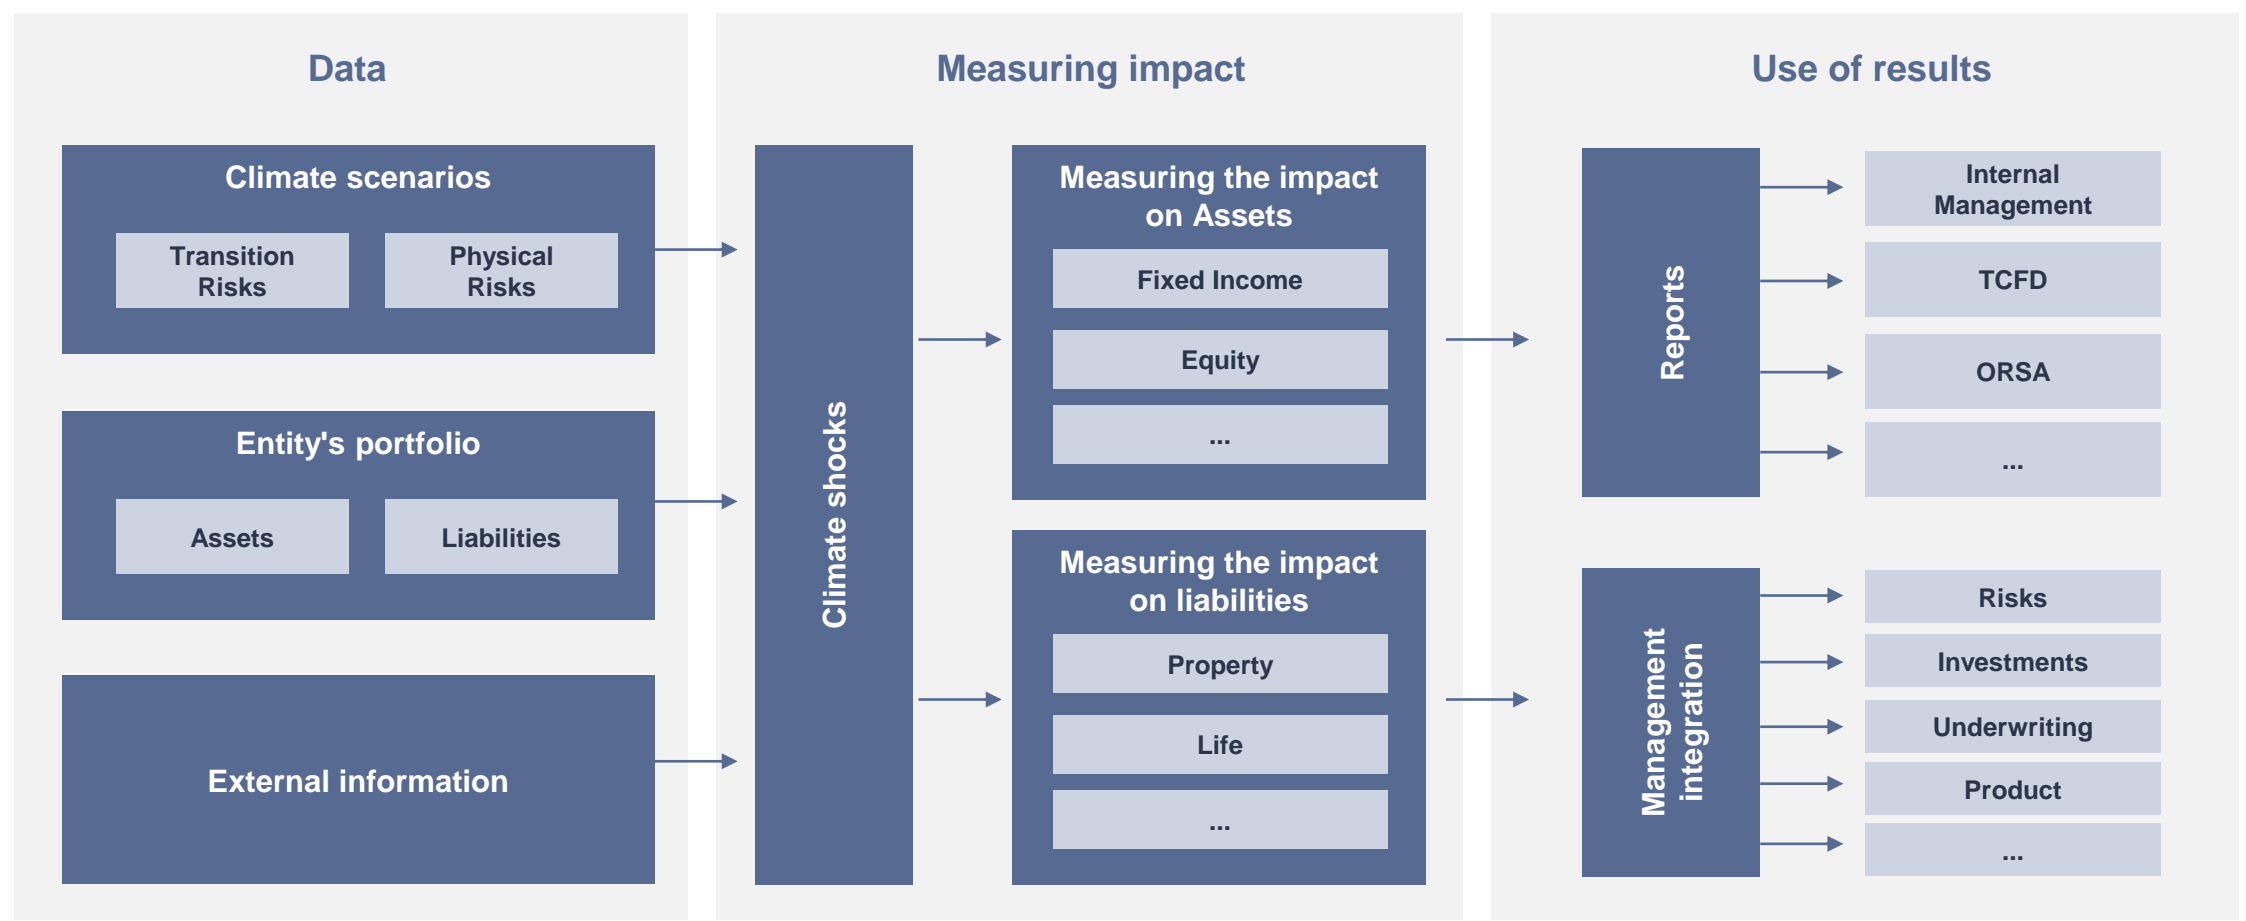 Data
Climate scenarios
Transition
Risks
Physical
Risks
Entity's portfolio
Assets
Liabilities
External information
Measuring impact
Climate shocks
Measuring the impact
on Assets
Fixed Income
Equity
...
Measuring the impact
on liabilities
Property
Life
...
Use of results
Reports
Internal
Management
TCFD
ORSA
...
Management
integration
Risks
Investments
Underwriting
Product
...